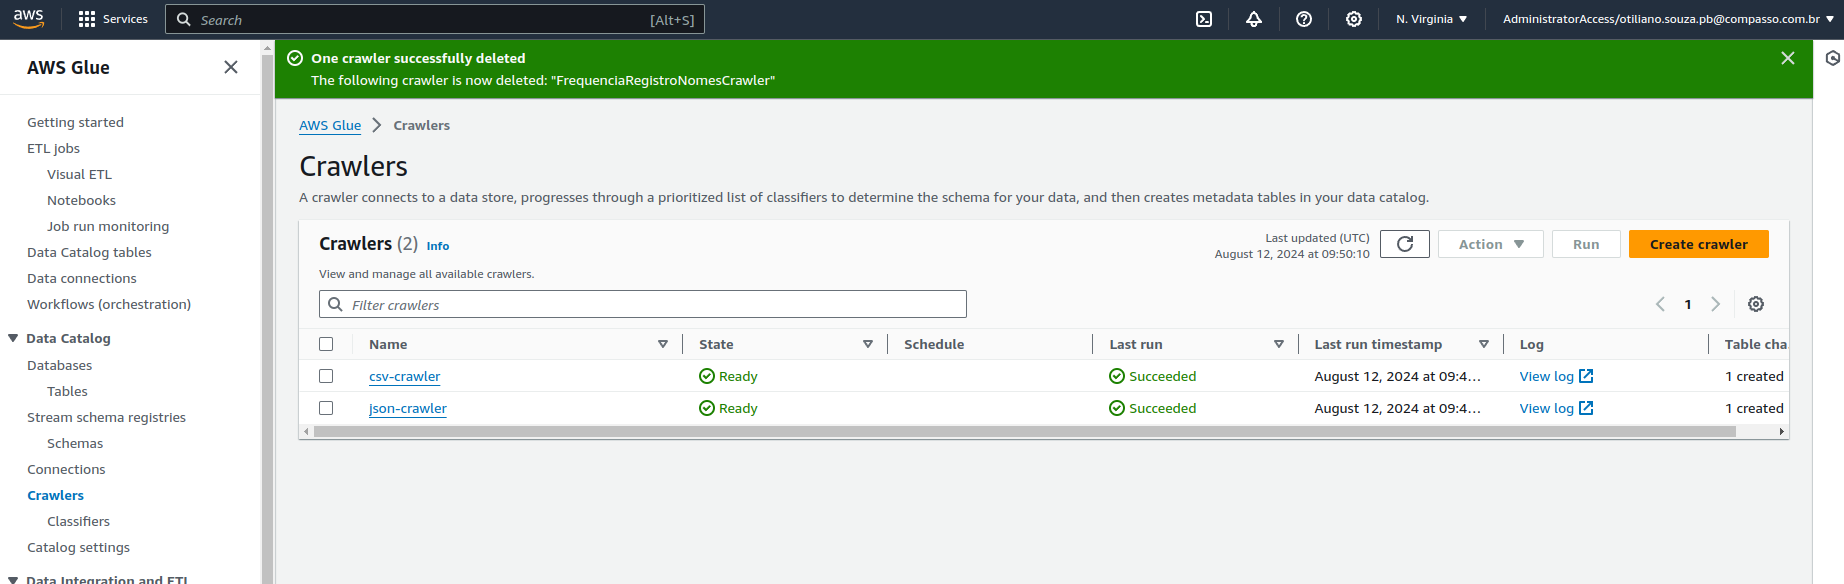 aws
Services
Search
[Alt+S]
N. Virginia
AdministratorAccess/otiliano.souza.pb@compasso.com.br
AWS Glue
Getting started
ETL jobs
Visual ETL
Notebooks
Job run monitoring
Data Catalog tables
Data connections
Workflows (orchestration)
Data Catalog
Databases
Tables
Stream schema registries
Schemas
Connections
Crawlers
Classifiers
Catalog settings
Data Integration and ETL
One crawler successfully deleted
The following crawler is now deleted: "FrequenciaRegistroNomesCrawler"
AWS Glue
Crawlers
Crawlers
A crawler connects to a data store, progresses through a prioritized list of classifiers to determine the schema for your data, and then creates metadata tables in your data catalog.
Crawlers (2) Info
View and manage all available crawlers.
Last updated (UTC)
August 12, 2024 at 09:50:10
Action
Run
Create crawler
Filter crawlers
1
Name State Schedule Last run Last run timestamp Log Table cha
csv-crawler Ready Succeeded August 12, 2024 at 09:4... View log 1 created
json-crawler Ready Succeeded August 12, 2024 at 09:4... View log 1 created